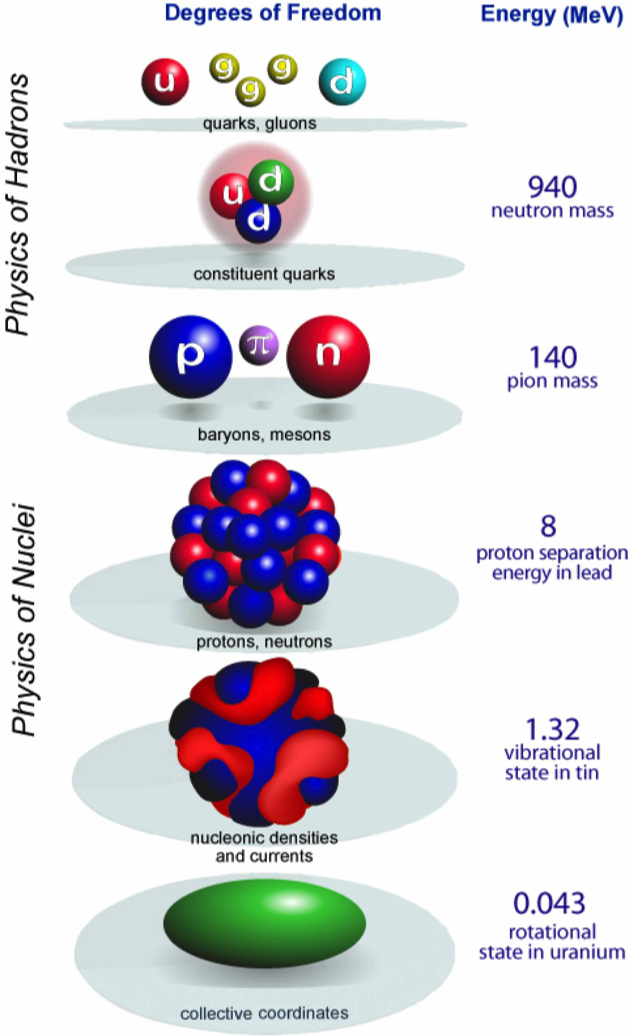 Degrees of Freedom
Energy (MeV)
Physics of Hadrons
u
g
g
g
d
quarks, gluons
u
d
d
constituent quarks
940
neutron mass
p
π
n
baryons, mesons
140
pion mass
Physics of Nuclei
protons, neutrons
8
proton separation
energy in lead
nucleonic densities
and currents
1.32
vibrational
state in tin
collective coordinates
0.043
rotational
state in uranium